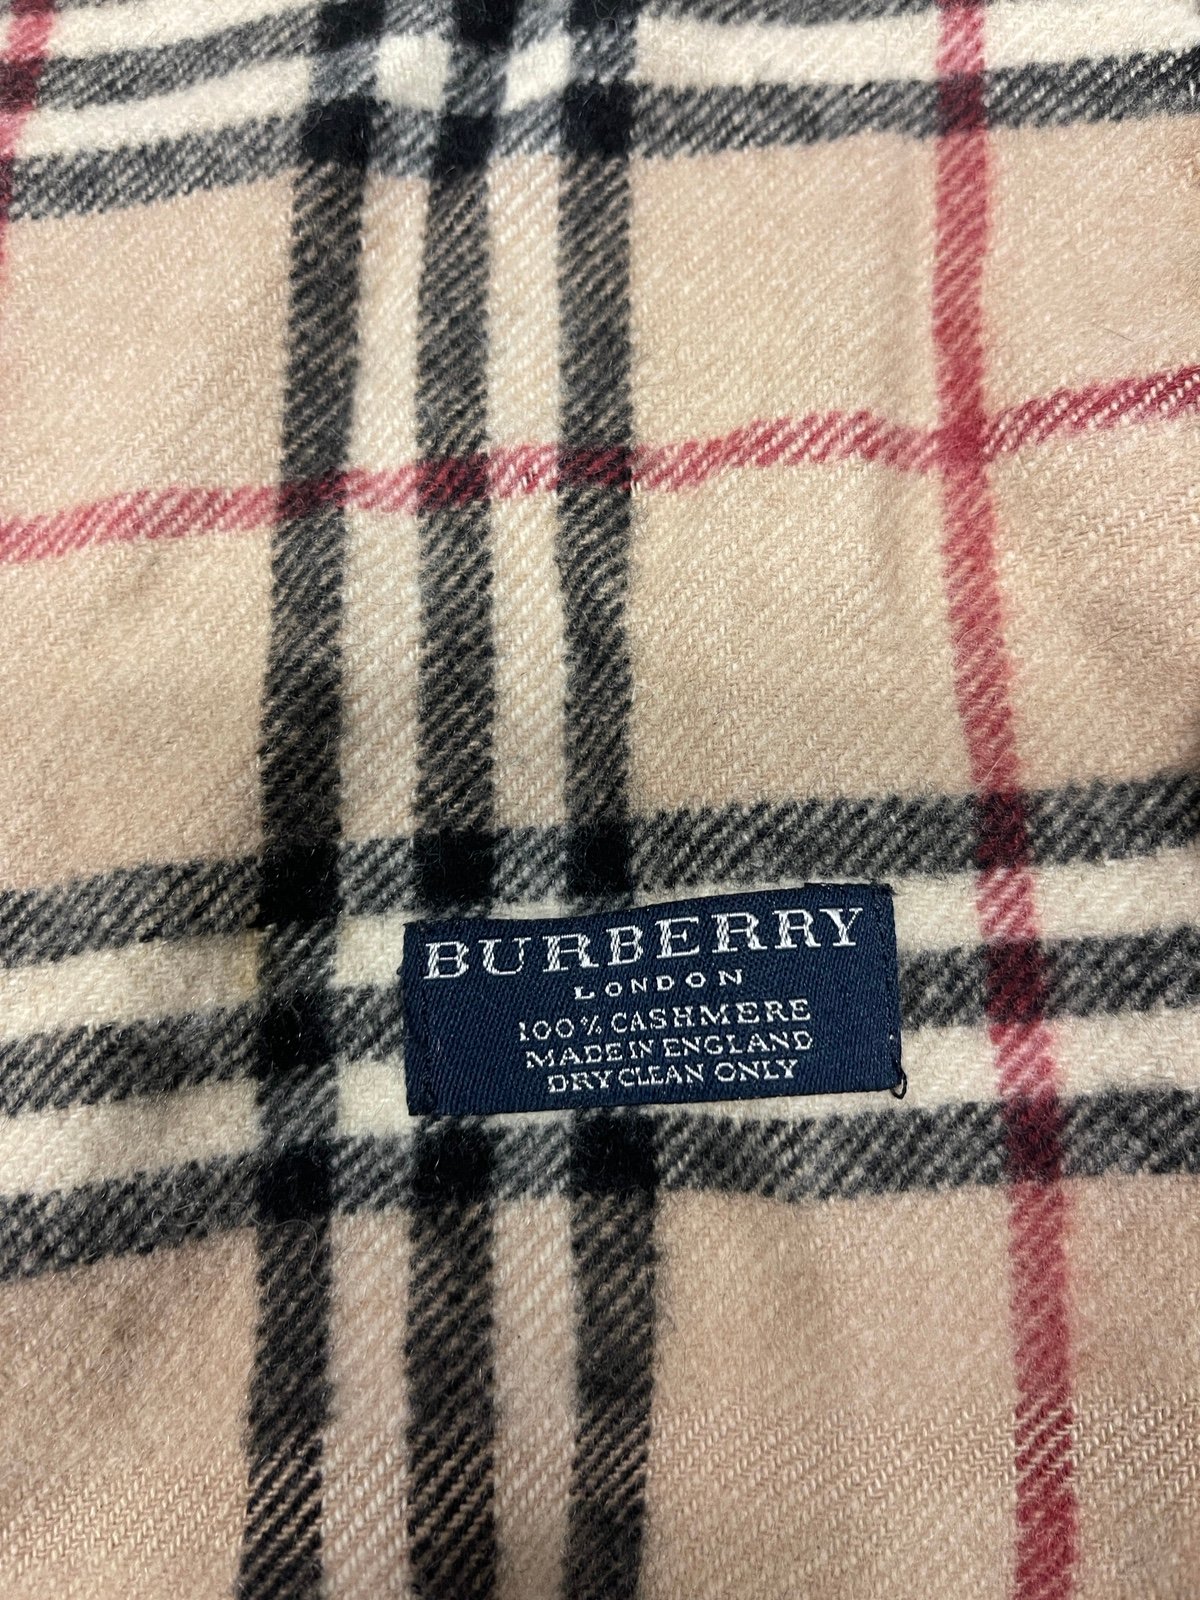 BURBERRY
LONDON
100% CASHMERE
MADE IN ENGLAND
DRY CLEAN ONLY